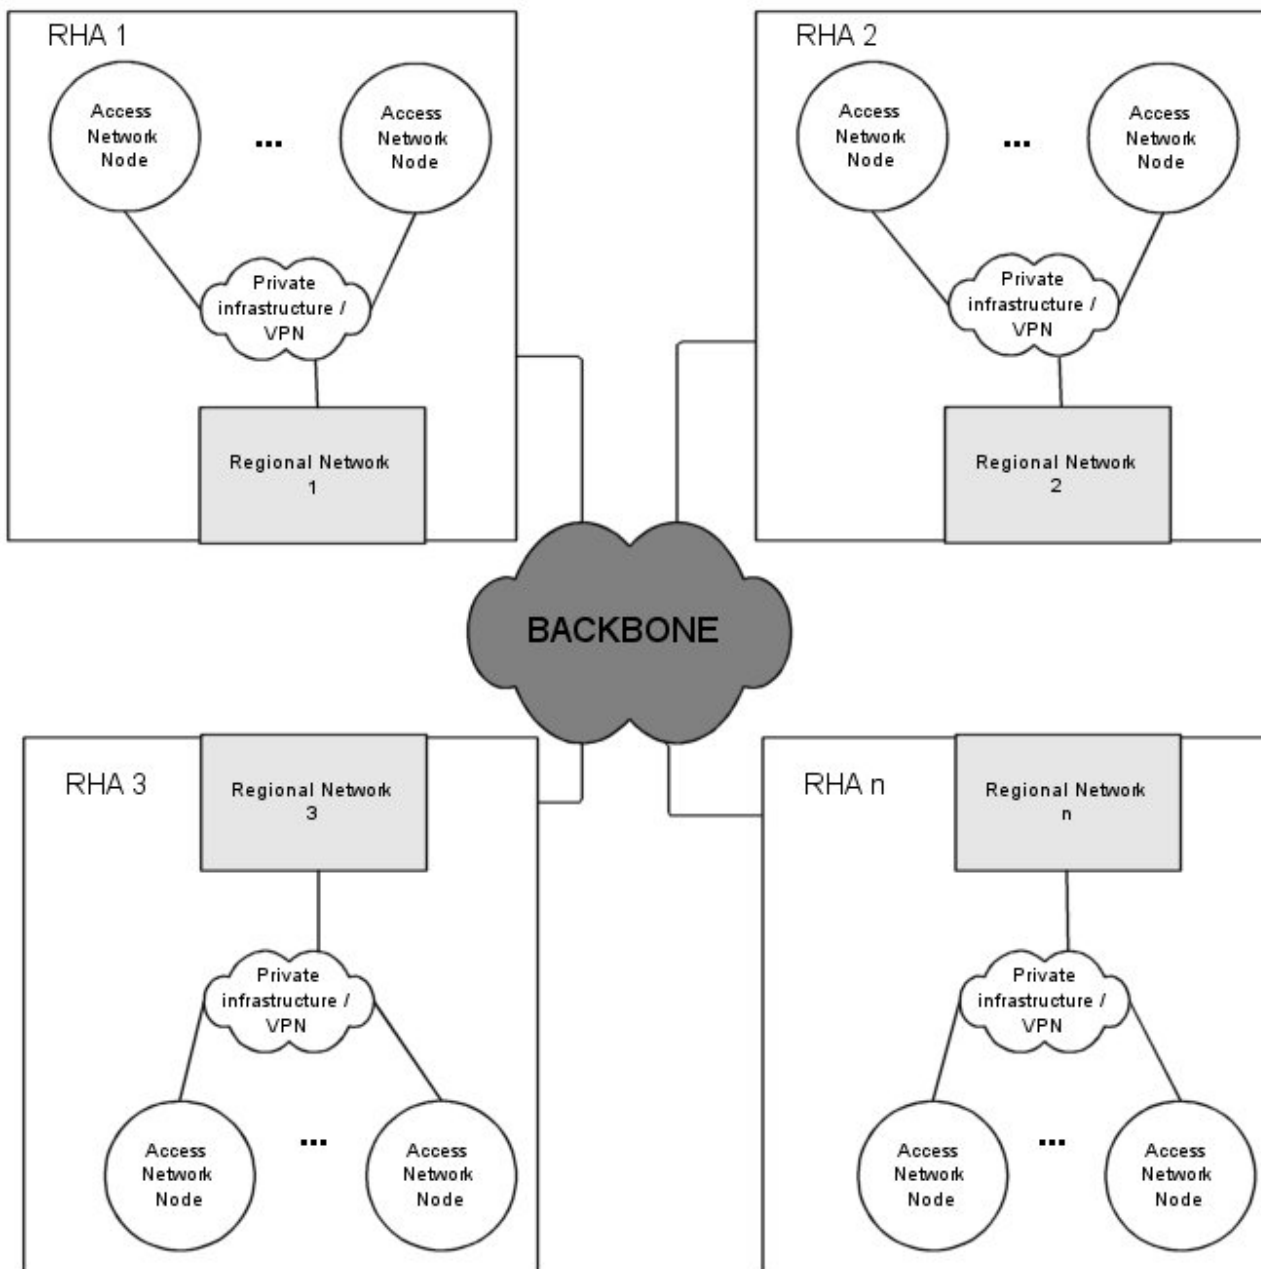 RHA 1
Access
Network
Node
...
Access
Network
Node
Private
infrastructure /
VPN
Regional Network
1
RHA 2
Access
Network
Node
...
Access
Network
Node
Private
infrastructure /
VPN
Regional Network
2
BACKBONE
RHA 3
Regional Network
3
Private
infrastructure /
VPN
Access
Network
Node
...
Access
Network
Node
RHA n
Regional Network
n
Private
infrastructure /
VPN
Access
Network
Node
...
Access
Network
Node